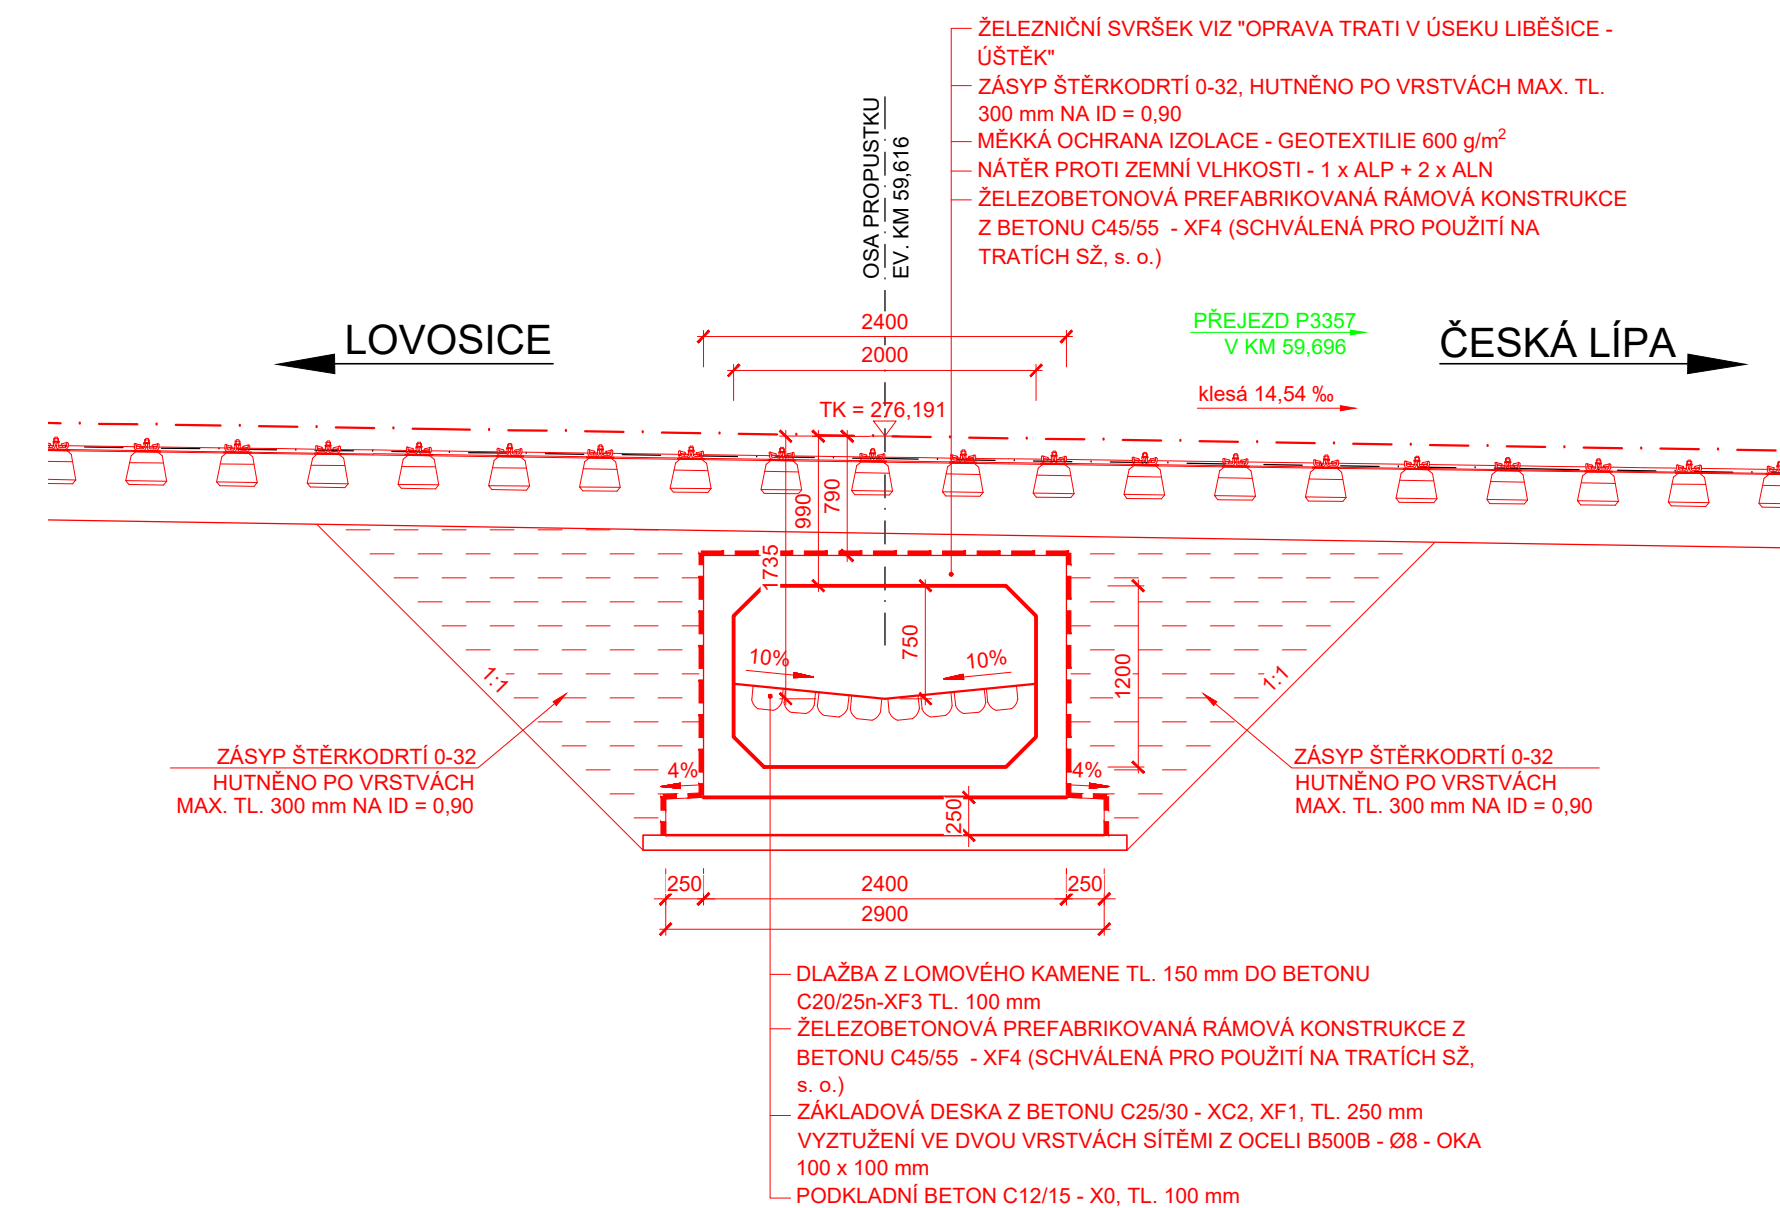 ŽELEZNIČNÍ SVRŠEK VIZ "OPRAVA TRATI V ÚSEKU LIBĚŠICE -
ÚŠTĚK"
ZÁSYP ŠTĚRKODRTÍ 0-32, HUTNĚNO PO VRSTVÁCH MAX. TL.
300 mm NA ID = 0,90
MĚKKÁ OCHRANA IZOLACE - GEOTEXTILIE 600 g/m²
NÁTĚR PROTI ZEMNÍ VLHKOSTI - 1 x ALP + 2 x ALN
ŽELEZOBETONOVÁ PREFABRIKOVANÁ RÁMOVÁ KONSTRUKCE
Z BETONU C45/55 - XF4 (SCHVÁLENÁ PRO POUŽITÍ NA
TRATÍCH SŽ, s. o.)
OSA PROPUSTKU
EV. KM 59,616
LOVOSICE
2400
2000
PŘEJEZD P3357
V KM 59,696
ČESKÁ LÍPA
klesá 14,54 ‰
TK = 276,191
990
790
1735
750
1200
10%
10%
1:1
1:1
ZÁSYP ŠTĚRKODRTÍ 0-32
HUTNĚNO PO VRSTVÁCH
MAX. TL. 300 mm NA ID = 0,90
4%
4%
ZÁSYP ŠTĚRKODRTÍ 0-32
HUTNĚNO PO VRSTVÁCH
MAX. TL. 300 mm NA ID = 0,90
250
250
2400
250
2900
DLAŽBA Z LOMOVÉHO KAMENE TL. 150 mm DO BETONU
C20/25n-XF3 TL. 100 mm
ŽELEZOBETONOVÁ PREFABRIKOVANÁ RÁMOVÁ KONSTRUKCE Z
BETONU C45/55 - XF4 (SCHVÁLENÁ PRO POUŽITÍ NA TRATÍCH SŽ,
s. o.)
ZÁKLADOVÁ DESKA Z BETONU C25/30 - XC2, XF1, TL. 250 mm
VYZTUŽENÍ VE DVOU VRSTVÁCH SÍTĚMI Z OCELI B500B - Ø8 - OKA
100 x 100 mm
PODKLADNÍ BETON C12/15 - X0, TL. 100 mm